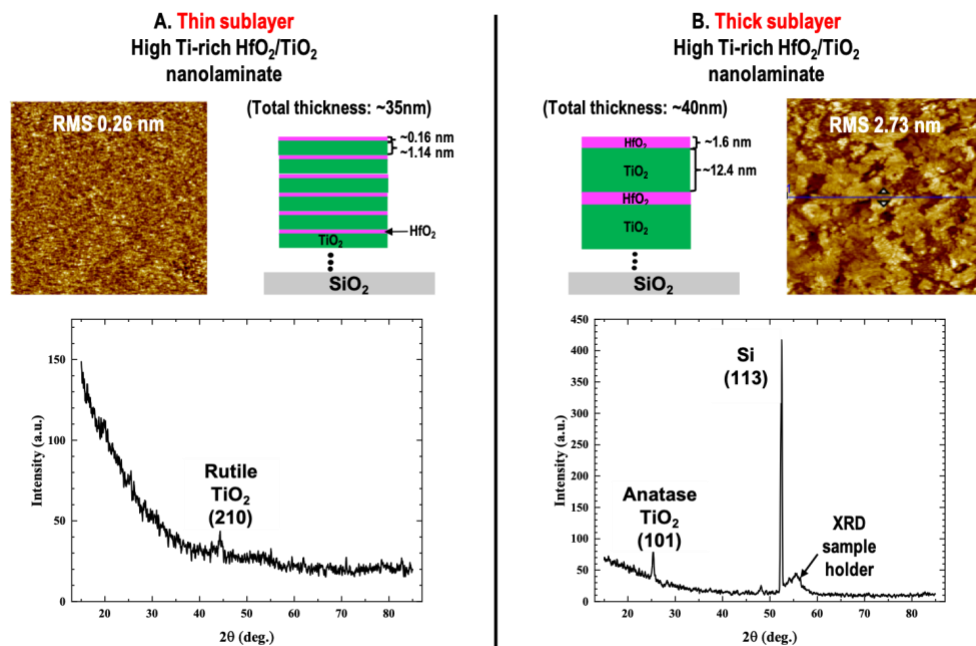 A. Thin sublayer
High Ti-rich HfO₂/TiO₂
nanolaminate
RMS 0.26 nm
(Total thickness: ~35nm)
~0.16 nm
~1.14 nm
HfO₂
TiO₂
SiO₂
150
100
50
0
20
30
40
50
60
70
80
Intensity (a.u.)
2θ (deg.)
Rutile
TiO₂
(210)
B. Thick sublayer
High Ti-rich HfO₂/TiO₂
nanolaminate
(Total thickness: ~40nm)
RMS 2.73 nm
HfO₂
~1.6 nm
TiO₂
~12.4 nm
HfO₂
TiO₂
SiO₂
1
450
400
350
300
250
200
150
100
50
0
20
30
40
50
60
70
80
Intensity (a.u.)
2θ (deg.)
Si
(113)
Anatase
TiO₂
(101)
XRD
sample
holder